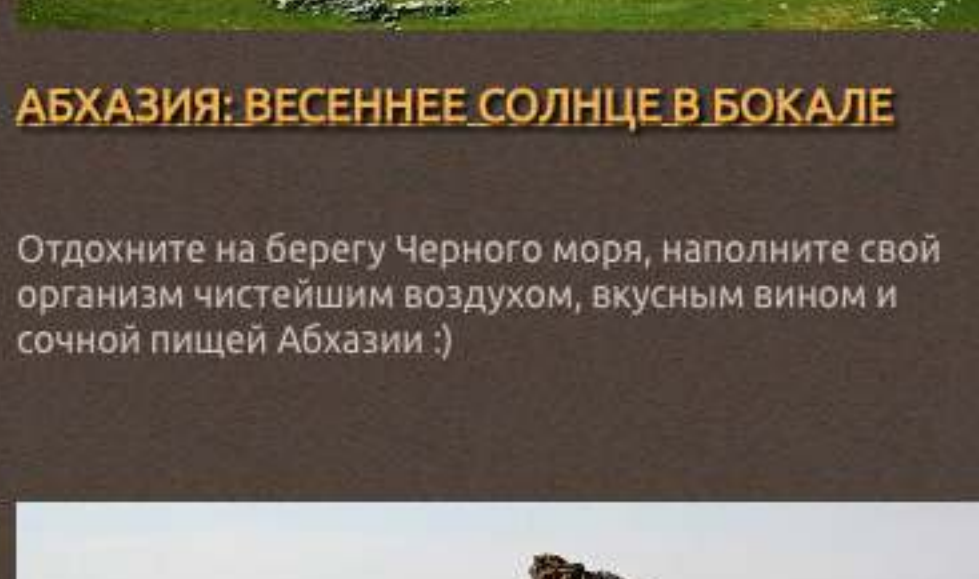 АБХАЗИЯ: ВЕСЕННЕЕ СОЛНЦЕ В БОКАЛЕ
Отдохните на берегу Черного моря, наполните свой
организм чистейшим воздухом, вкусным вином и
сочной пищей Абхазии :)